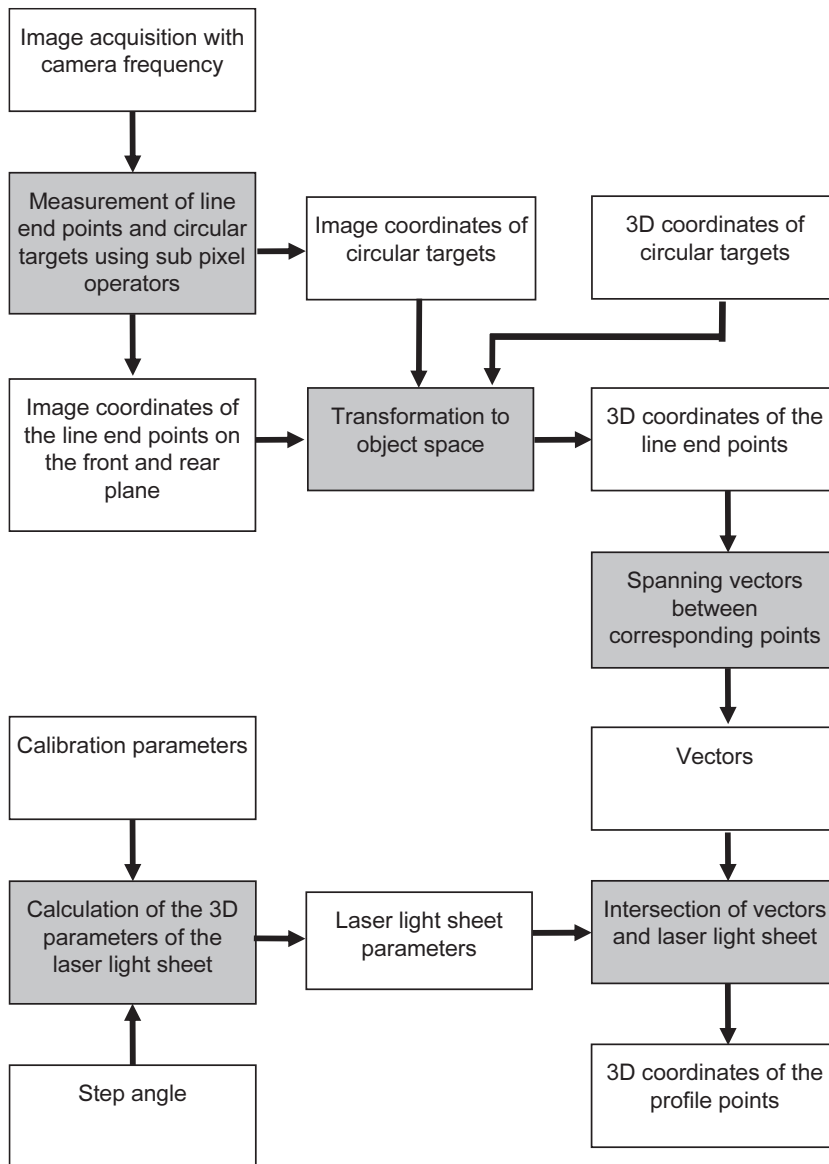 Image acquisition with
camera frequency
Measurement of line
end points and circular
targets using sub pixel
operators
Image coordinates of
circular targets
3D coordinates of
circular targets
Image coordinates of
the line end points on
the front and rear
plane
Transformation to
object space
3D coordinates of the
line end points
Spanning vectors
between
corresponding points
Calibration parameters
Vectors
Calculation of the 3D
parameters of the
laser light sheet
Laser light sheet
parameters
Intersection of vectors
and laser light sheet
Step angle
3D coordinates of the
profile points